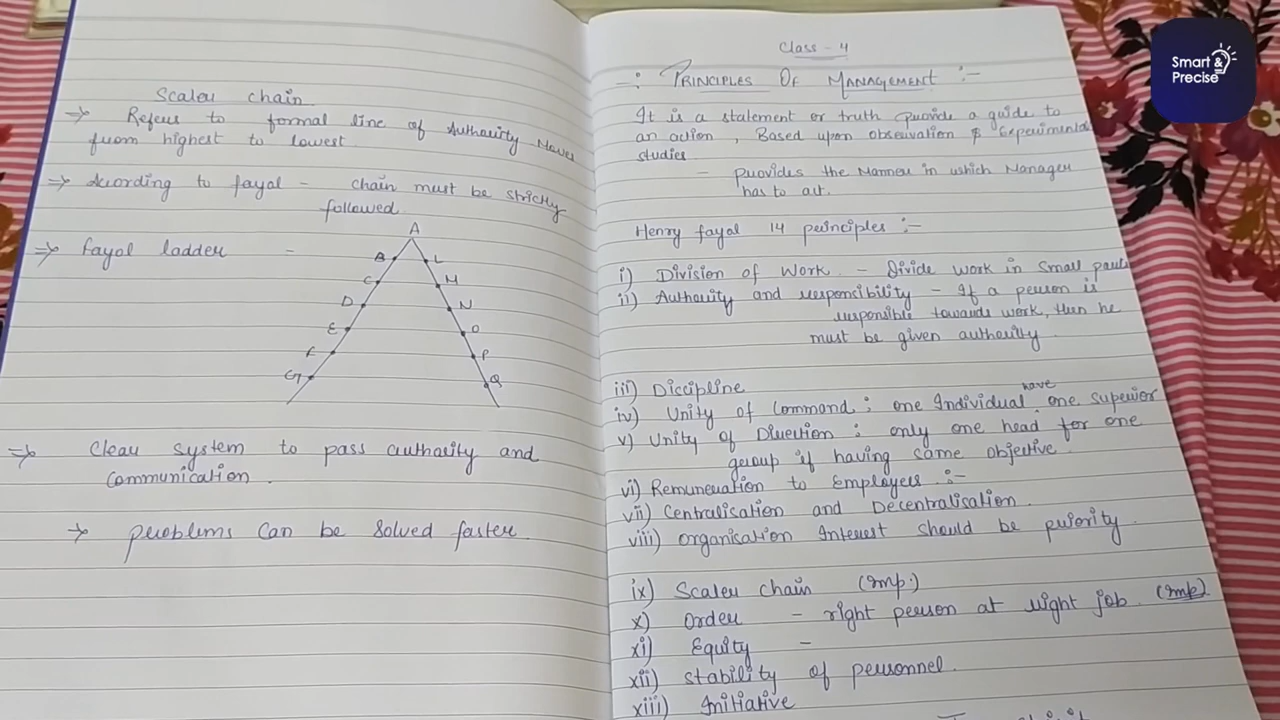 Scaler chain
→ Refers to formal line of Authority Moves
from highest to lowest.
⇒ According to fayol - chain must be strictly
followed
⇒ fayol ladder -
A
B L
C M
D N
E O
F P
G Q
⇒ Clear system to pass authority and
communication.
→ problems can be solved faster
Class - 4
-: PRINCIPLES OF MANAGEMENT :-
It is a statement or truth provide a guide to
an action, Based upon observation & Experimental
studies
- provides the Manner in which Manager
has to act.
Henry fayol 14 principles :-
i) Division of Work - Divide work in small parts
ii) Authority and responcibility - If a person is
responsible towards work, then he
must be given authority.
iii) Diccipline
iv) Unity of Command : one Individual have one superior
v) Unity of Direction : only one head for one
group if having same objective.
vi) Remuneration to Employees :-
vii) Centralisation and Decentralisation
viii) Organisation Interest should be priority.
ix) Scaler chain (imp.)
x) Order - right person at right job. (imp)
xi) Equity -
xii) Stability of personnel.
xiii) Initiative
Smart &
Precise